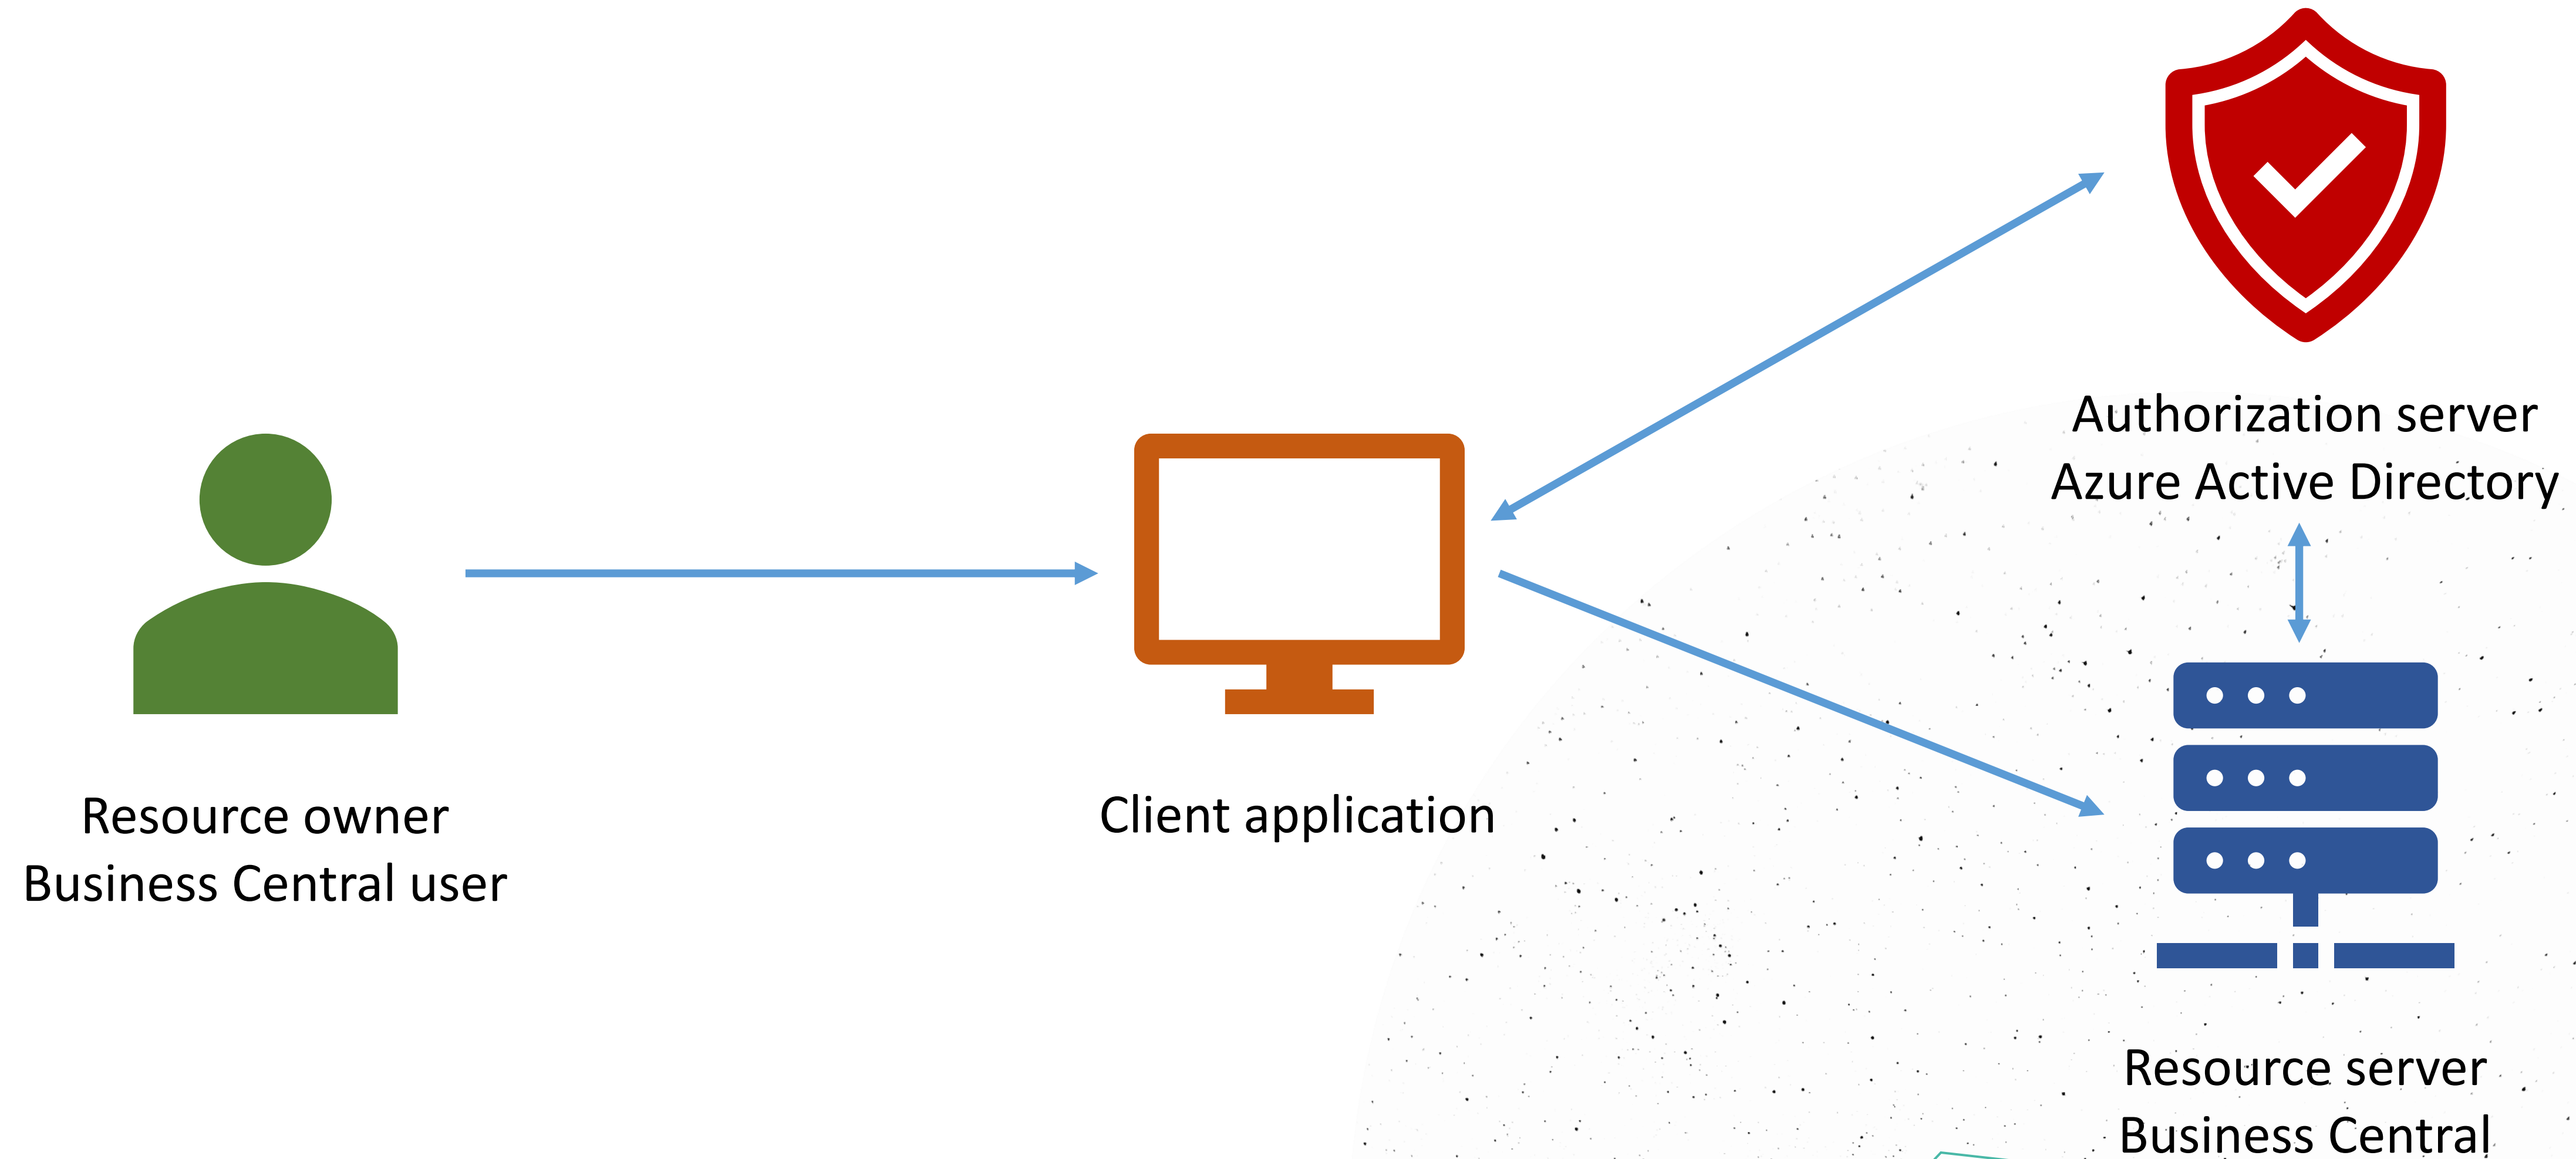 Authorization server
Azure Active Directory
Resource owner
Business Central user
Client application
Resource server
Business Central